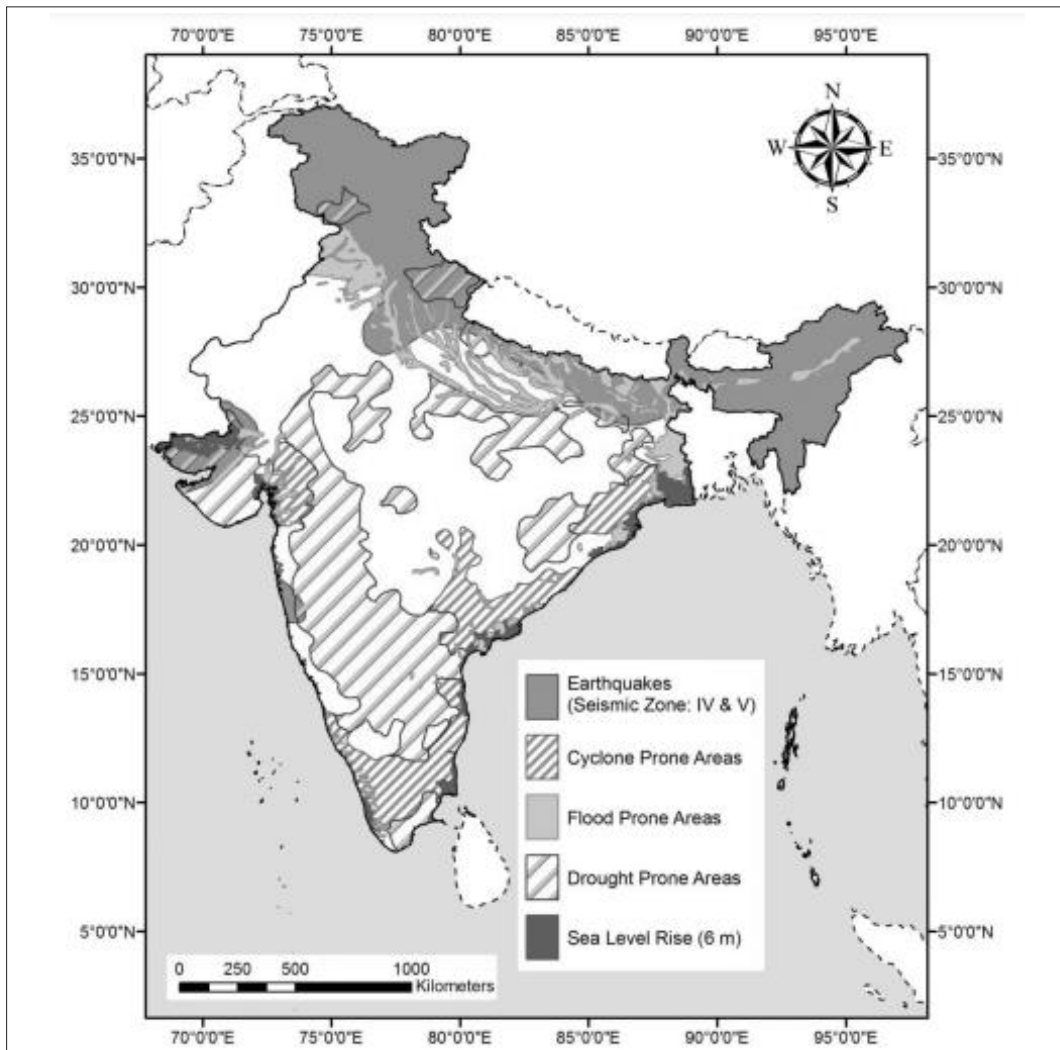 70°0'0"E 75°0'0"E 80°0'0"E 85°0'0"E 90°0'0"E 95°0'0"E
N
W E
S
35°0'0"N 35°0'0"N
30°0'0"N 30°0'0"N
25°0'0"N 25°0'0"N
20°0'0"N 20°0'0"N
15°0'0"N 15°0'0"N
10°0'0"N 10°0'0"N
5°0'0"N 5°0'0"N
Earthquakes
(Seismic Zone: IV & V)
Cyclone Prone Areas
Flood Prone Areas
Drought Prone Areas
Sea Level Rise (6 m)
0 250 500 1000
Kilometers
70°0'0"E 75°0'0"E 80°0'0"E 85°0'0"E 90°0'0"E 95°0'0"E